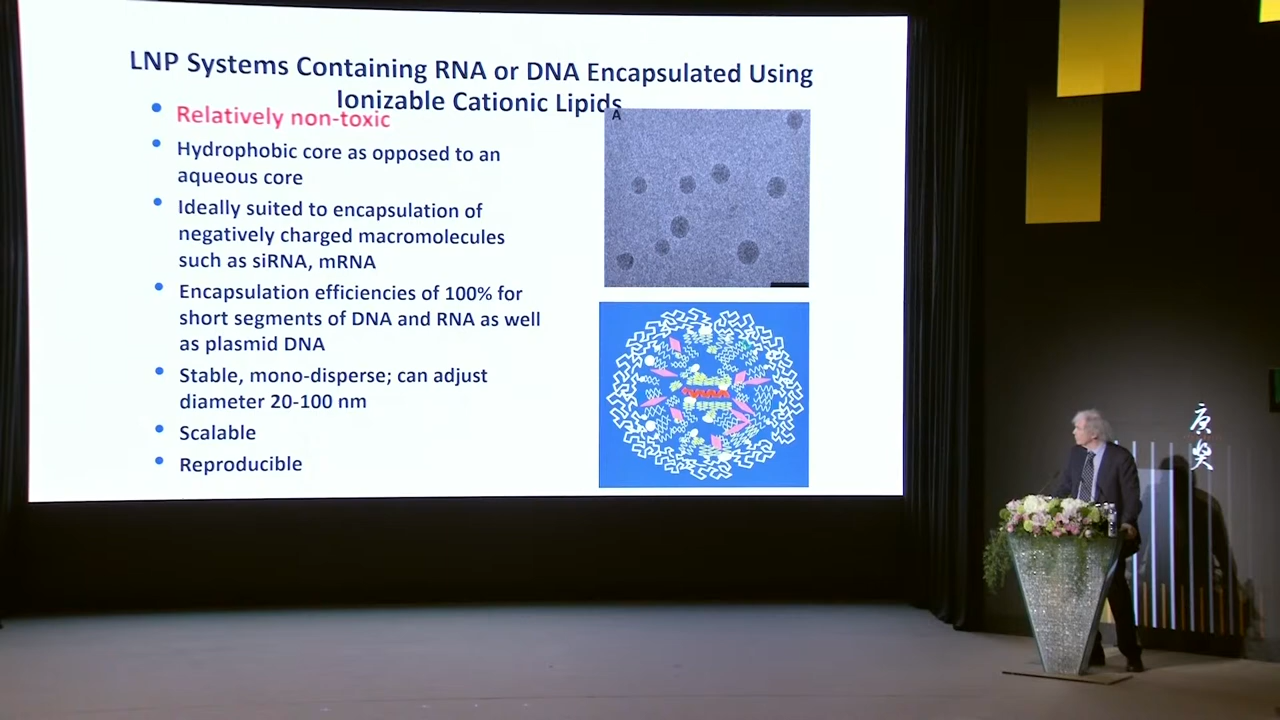 LNP Systems Containing RNA or DNA Encapsulated Using
Ionizable Cationic Lipids
Relatively non-toxic
Hydrophobic core as opposed to an
aqueous core
Ideally suited to encapsulation of
negatively charged macromolecules
such as siRNA, mRNA
Encapsulation efficiencies of 100% for
short segments of DNA and RNA as well
as plasmid DNA
Stable, mono-disperse; can adjust
diameter 20-100 nm
Scalable
Reproducible
A